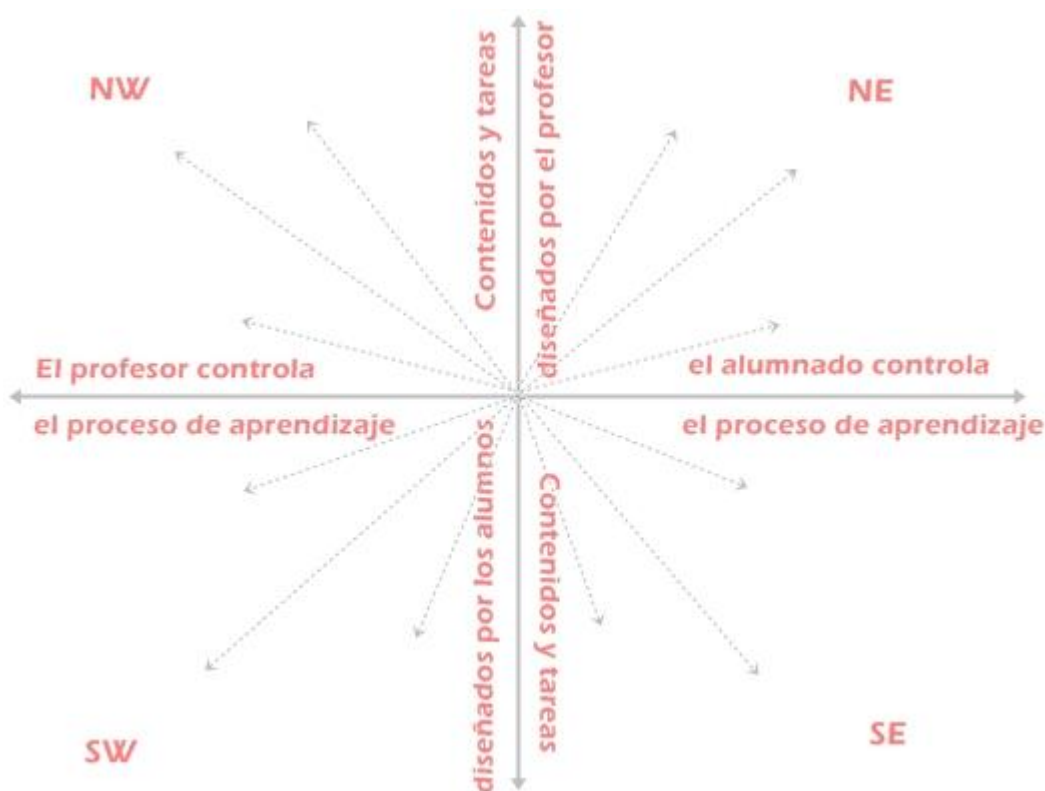 NW
NE
Contenidos y tareas
diseñados por el profesor
El profesor controla
el proceso de aprendizaje
el alumnado controla
el proceso de aprendizaje
Contenidos y tareas
diseñados por los alumnos
SW
SE